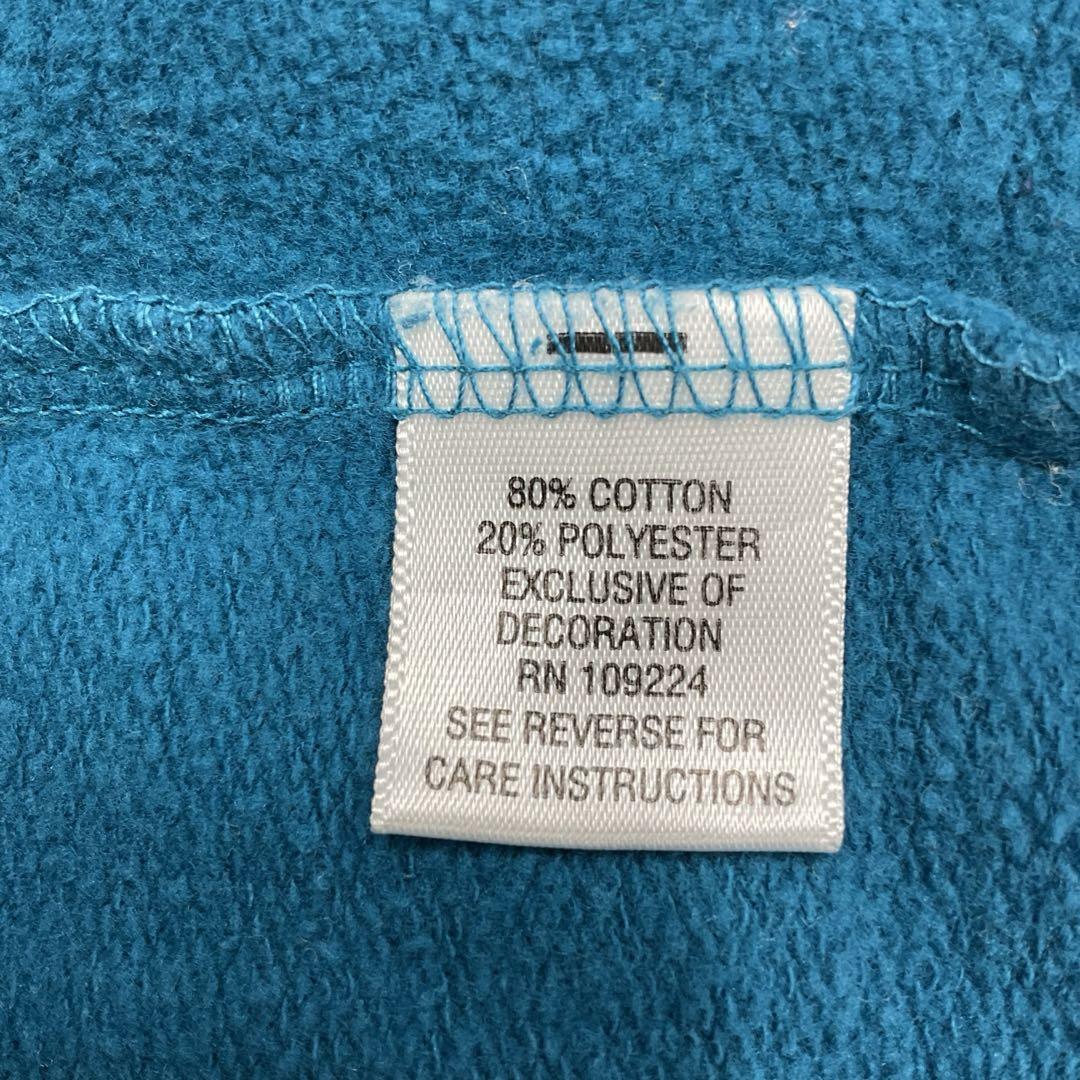 80% COTTON
20% POLYESTER
EXCLUSIVE OF
DECORATION
RN 109224
SEE REVERSE FOR
CARE INSTRUCTIONS